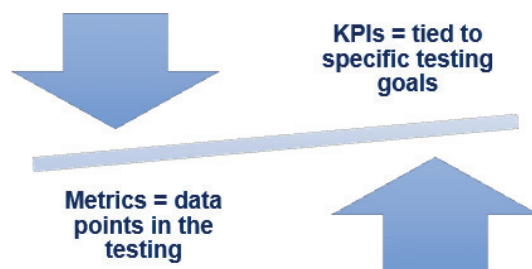 KPIs = tied to
specific testing
goals
Metrics = data
points in the
testing